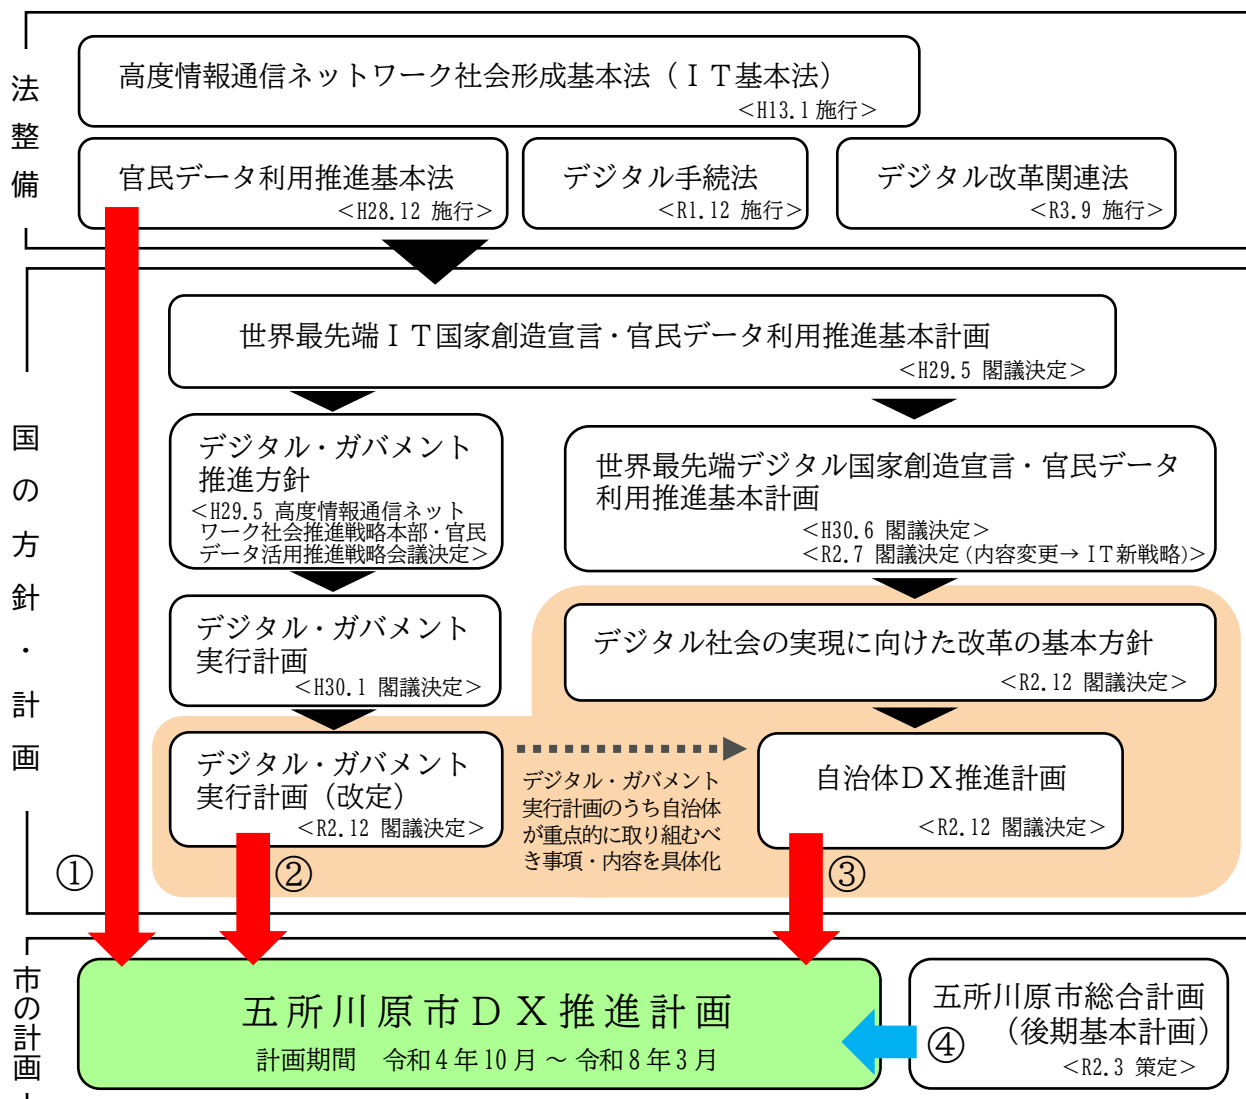 法整備
高度情報通信ネットワーク社会形成基本法（ＩＴ基本法）
＜H13.1 施行＞
官民データ利用推進基本法
＜H28.12 施行＞
デジタル手続法
＜R1.12 施行＞
デジタル改革関連法
＜R3.9 施行＞
国の方針・計画
世界最先端ＩＴ国家創造宣言・官民データ利用推進基本計画
＜H29.5 閣議決定＞
デジタル・ガバメント
推進方針
＜H29.5 高度情報通信ネット
ワーク社会推進戦略本部・官民
データ活用推進戦略会議決定＞
世界最先端デジタル国家創造宣言・官民データ
利用推進基本計画
＜H30.6 閣議決定＞
＜R2.7 閣議決定(内容変更→ＩＴ新戦略)＞
デジタル・ガバメント
実行計画
＜H30.1 閣議決定＞
デジタル社会の実現に向けた改革の基本方針
＜R2.12 閣議決定＞
デジタル・ガバメント
実行計画（改定）
＜R2.12 閣議決定＞
デジタル・ガバメント
実行計画のうち自治体
が重点的に取り組むべ
き事項・内容を具体化
自治体ＤＸ推進計画
＜R2.12 閣議決定＞
①
②
③
市の計画
五所川原市ＤＸ推進計画
計画期間　令和４年10月～令和８年３月
④
五所川原市総合計画
（後期基本計画）
＜R2.3 策定＞